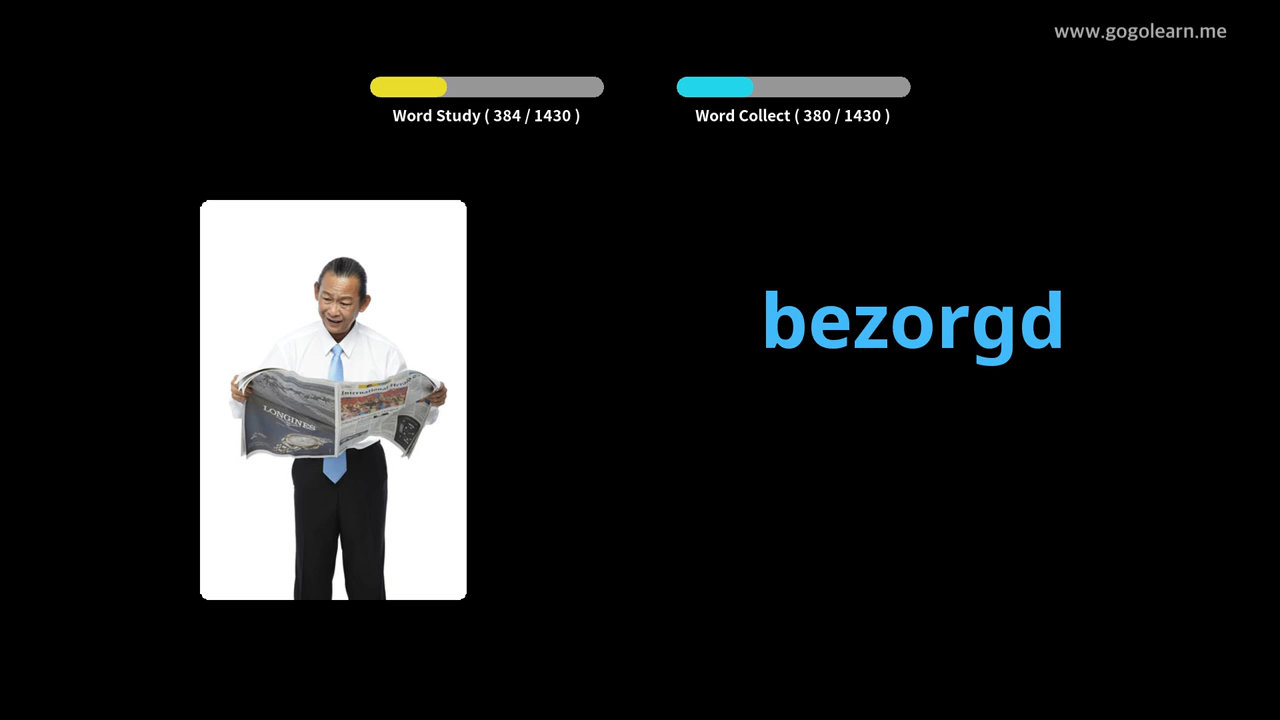 www.gogolearn.me
Word Study ( 384 / 1430 )
Word Collect ( 380 / 1430 )
bezorgd
LONGINES
International Herald